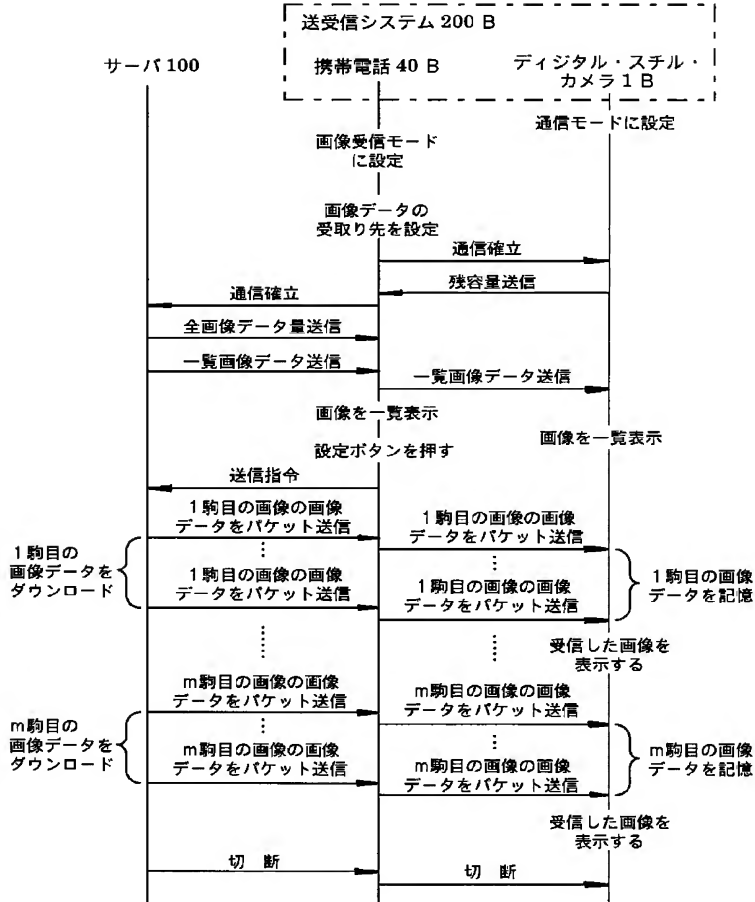 送受信システム 200 B
サーバ 100
携帯電話 40 B
ディジタル・スチル・
カメラ 1 B
通信モードに設定
画像受信モード
に設定
画像データの
受取り先を設定
通信確立
残容量送信
通信確立
全画像データ量送信
一覧画像データ送信
一覧画像データ送信
画像を一覧表示
画像を一覧表示
設定ボタンを押す
送信指令
1駒目の画像の画像
データをパケット送信
1駒目の画像の画像
データをパケット送信
1駒目の
画像データを
ダウンロード
1駒目の画像の画像
データをパケット送信
1駒目の画像の画像
データをパケット送信
1駒目の画像
データを記憶
受信した画像を
表示する
m駒目の画像の画像
データをパケット送信
m駒目の画像の画像
データをパケット送信
m駒目の
画像データを
ダウンロード
m駒目の画像の画像
データをパケット送信
m駒目の画像の画像
データをパケット送信
m駒目の画像
データを記憶
受信した画像を
表示する
切 断
切 断